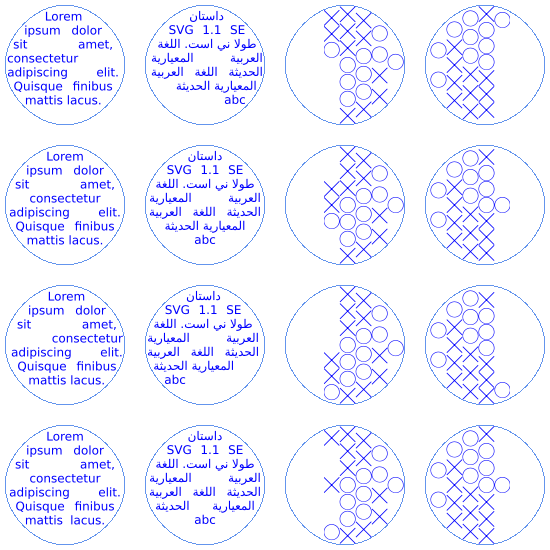 Lorem
ipsum dolor
sit amet,
consectetur
adipiscing elit.
Quisque finibus
mattis lacus.
داستان
SVG 1.1 SE
طولا ني است. اللغة
العربية المعيارية
الحديثة اللغة العربية
المعيارية الحديثة
abc
Lorem
ipsum dolor
sit amet,
consectetur
adipiscing elit.
Quisque finibus
mattis lacus.
داستان
SVG 1.1 SE
طولا ني است. اللغة
العربية المعيارية
الحديثة اللغة العربية
المعيارية الحديثة
abc
Lorem
ipsum dolor
sit amet,
consectetur
adipiscing elit.
Quisque finibus
mattis lacus.
داستان
SVG 1.1 SE
طولا ني است. اللغة
العربية المعيارية
الحديثة اللغة العربية
المعيارية الحديثة
abc
Lorem
ipsum dolor
sit amet,
consectetur
adipiscing elit.
Quisque finibus
mattis lacus.
داستان
SVG 1.1 SE
طولا ني است. اللغة
العربية المعيارية
الحديثة اللغة العربية
المعيارية الحديثة
abc